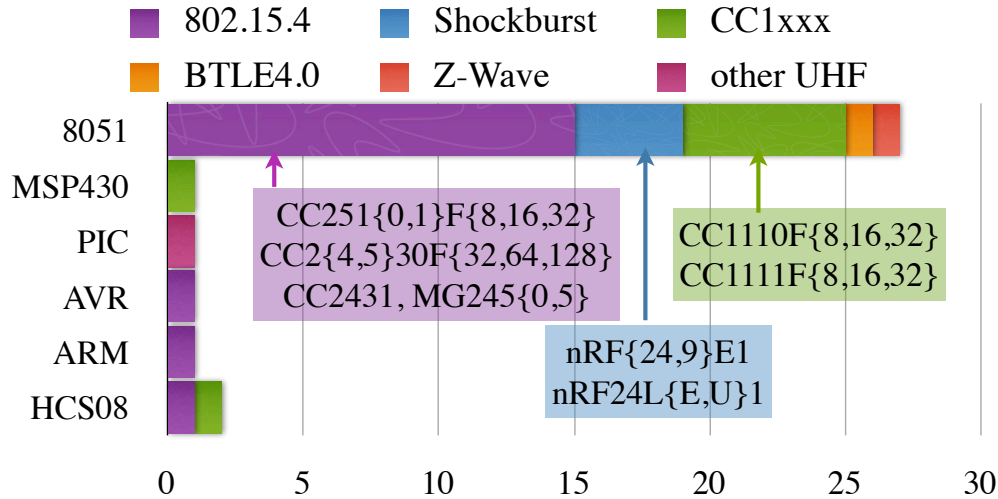 802.15.4 Shockburst CC1xxx
BTLE4.0 Z-Wave other UHF
8051
MSP430
PIC
AVR
ARM
HCS08
CC251{0,1}F{8,16,32}
CC2{4,5}30F{32,64,128}
CC2431, MG245{0,5}
CC1110F{8,16,32}
CC1111F{8,16,32}
nRF{24,9}E1
nRF24L{E,U}1
0 5 10 15 20 25 30